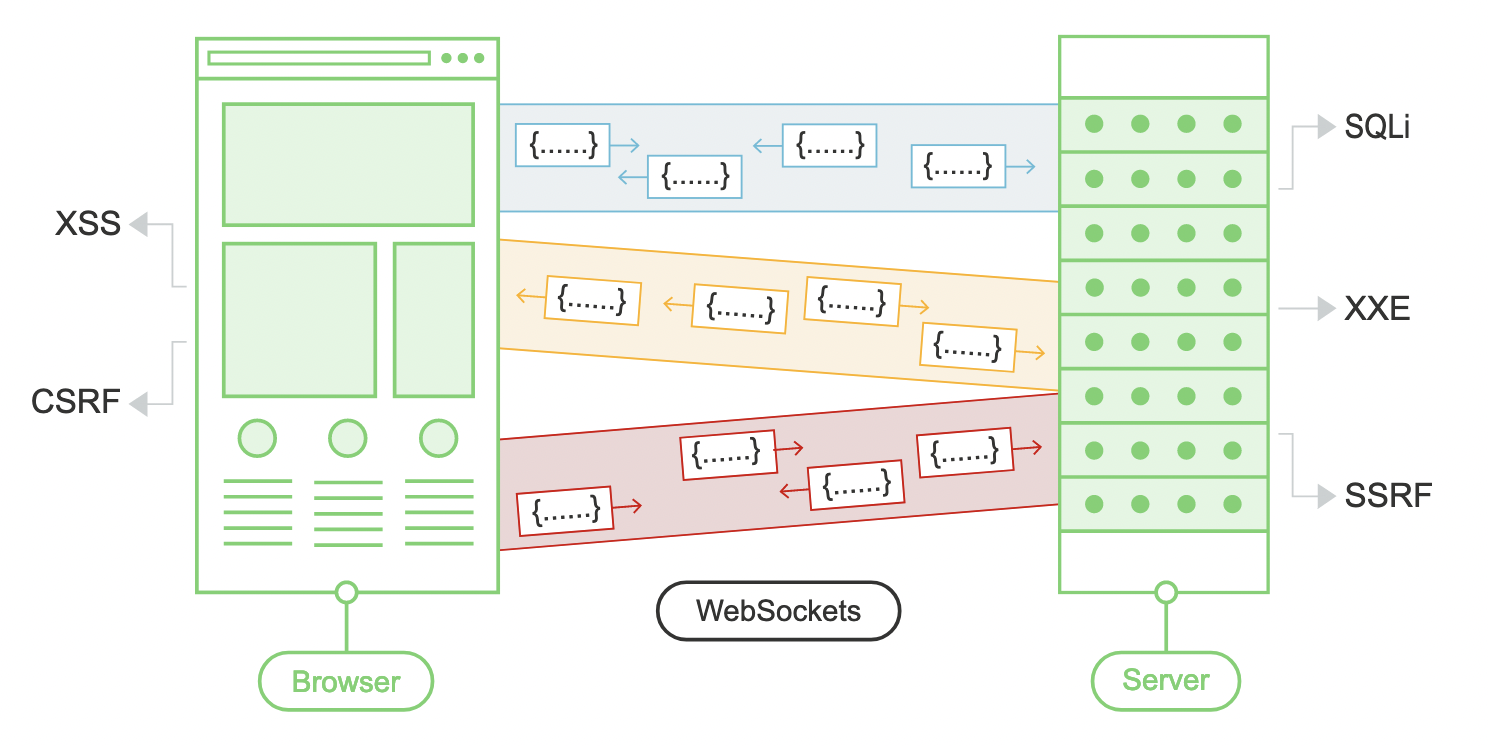 {......}
{......}
{......}
{......}
SQLi
XSS
{......}
{......}
{......}
{......}
XXE
CSRF
{......}
{......}
{......}
{......}
SSRF
WebSockets
Browser
Server